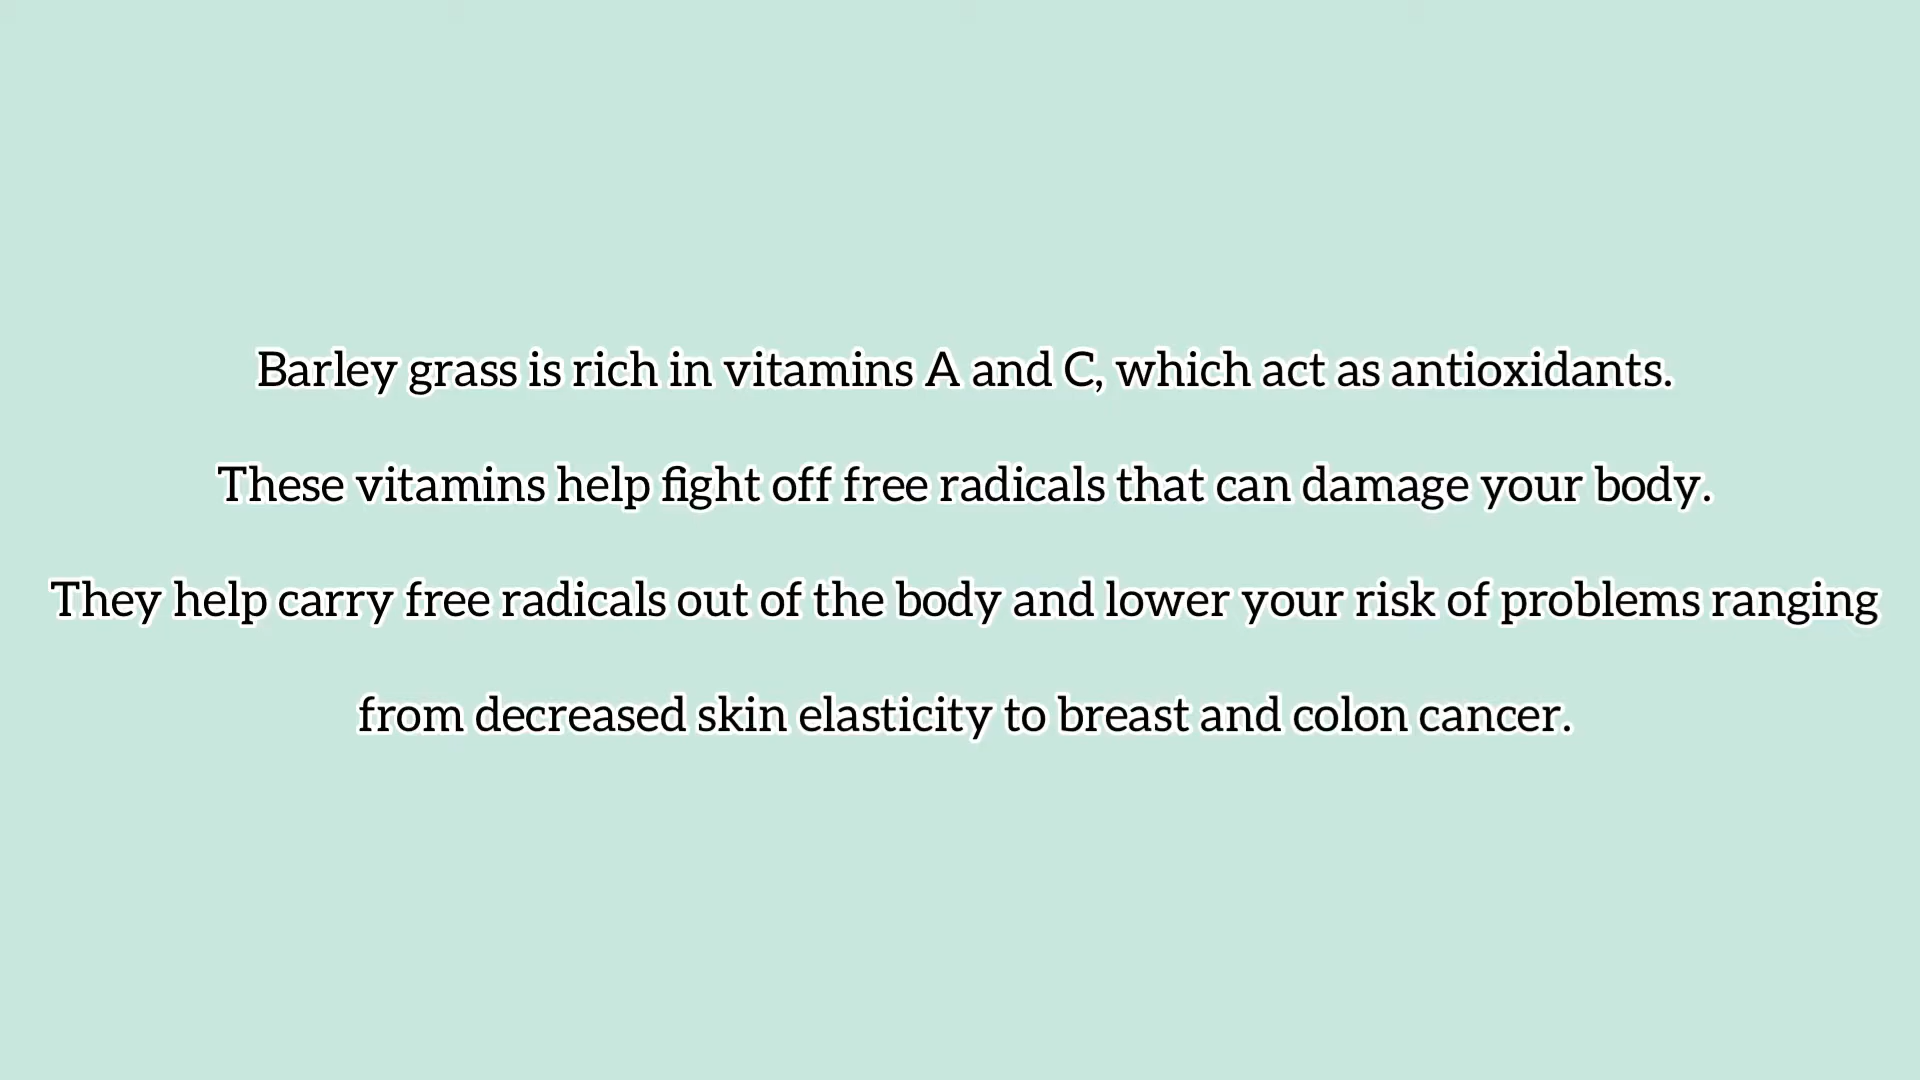 Barley grass is rich in vitamins A and C, which act as antioxidants.
These vitamins help fight off free radicals that can damage your body.
They help carry free radicals out of the body and lower your risk of problems ranging
from decreased skin elasticity to breast and colon cancer.